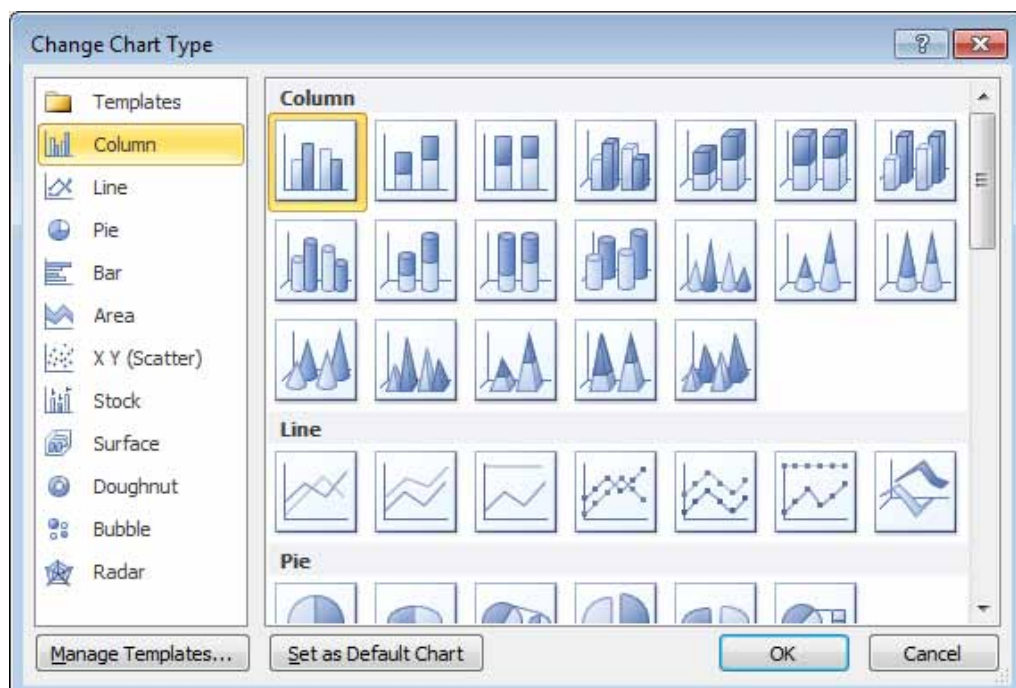 Change Chart Type
Templates
Column
Line
Pie
Bar
Area
X Y (Scatter)
Stock
Surface
Doughnut
Bubble
Radar
Column
Line
Pie
Manage Templates...
Set as Default Chart
OK
Cancel